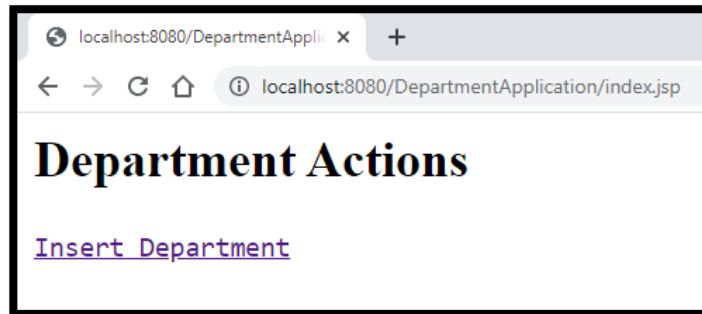 localhost:8080/DepartmentApplic
localhost:8080/DepartmentApplication/index.jsp
Department Actions
Insert Department